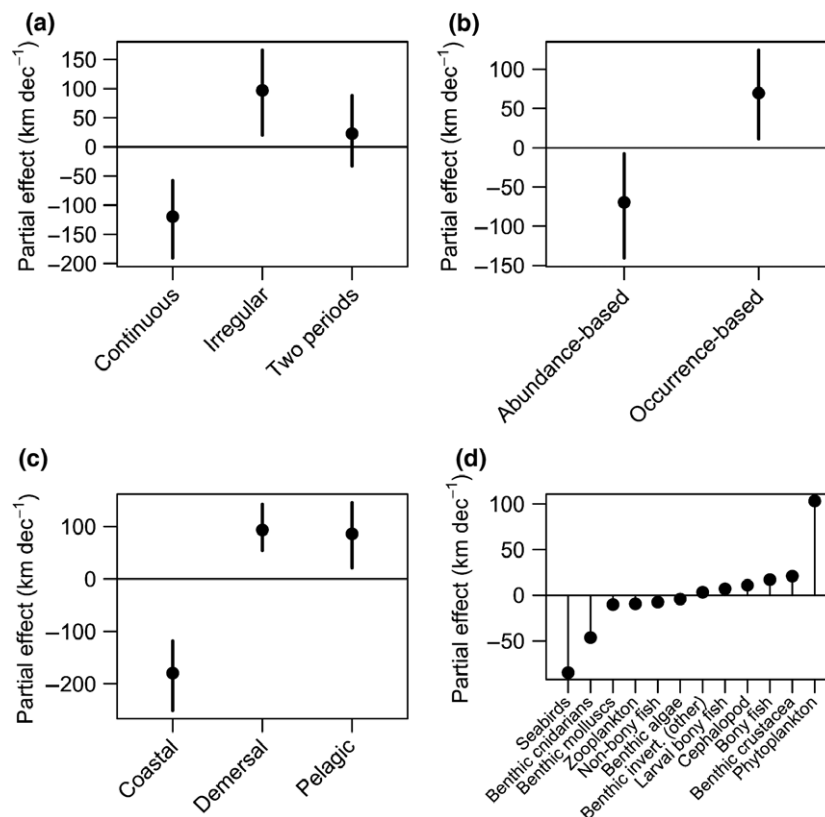 (a)
Partial effect (km dec⁻¹)
150
100
50
0
−50
−100
−150
−200
Continuous
Irregular
Two periods
(b)
Partial effect (km dec⁻¹)
100
50
0
−50
−100
−150
Abundance-based
Occurrence-based
(c)
Partial effect (km dec⁻¹)
100
0
−100
−200
Coastal
Demersal
Pelagic
(d)
Partial effect (km dec⁻¹)
100
50
0
−50
Seabirds
Benthic cnidarians
Benthic molluscs
Zooplankton
Non-bony fish
Benthic algae
Benthic invert. (other)
Larval bony fish
Cephalopod
Bony fish
Benthic crustacea
Phytoplankton